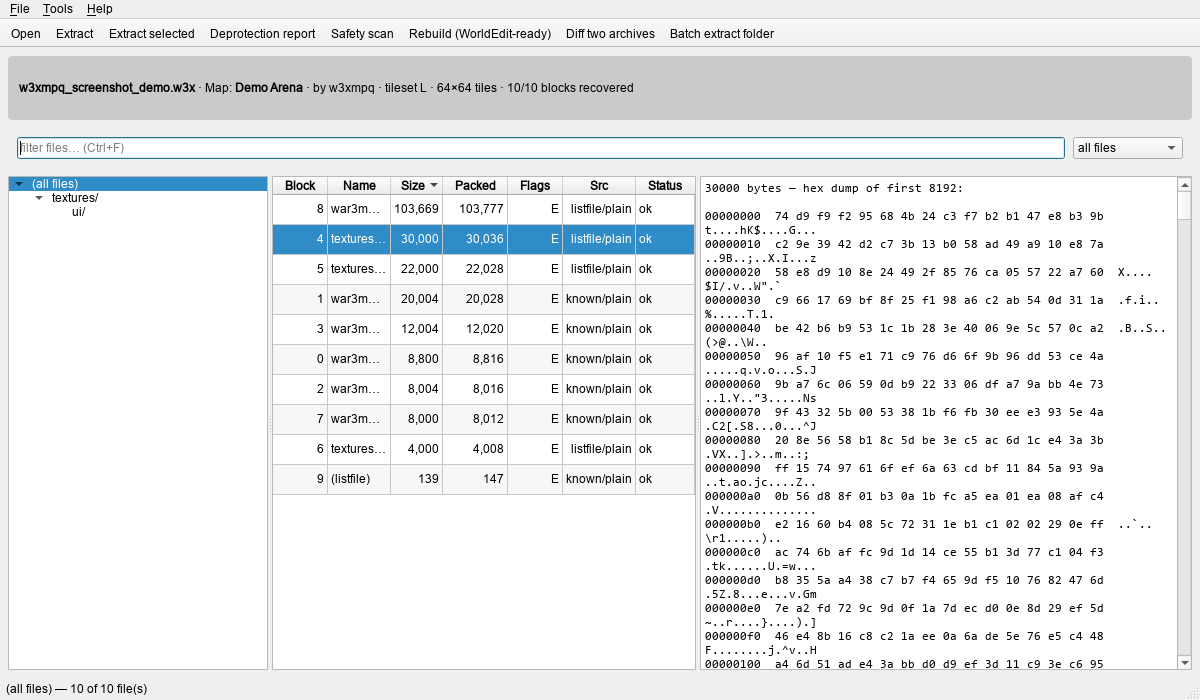 File Tools Help
Open Extract Extract selected Deprotection report Safety scan Rebuild (WorldEdit-ready) Diff two archives Batch extract folder
w3xmpq_screenshot_demo.w3x · Map: Demo Arena · by w3xmpq · tileset L · 64×64 tiles · 10/10 blocks recovered
filter files... (Ctrl+F) all files
(all files)
textures/
ui/
Block Name Size Packed Flags Src Status
8 war3m... 103,669 103,777 E listfile/plain ok
4 textures... 30,000 30,036 E listfile/plain ok
5 textures... 22,000 22,028 E listfile/plain ok
1 war3m... 20,004 20,028 E known/plain ok
3 war3m... 12,004 12,020 E known/plain ok
0 war3m... 8,800 8,816 E known/plain ok
2 war3m... 8,004 8,016 E known/plain ok
7 war3m... 8,000 8,012 E known/plain ok
6 textures... 4,000 4,008 E listfile/plain ok
9 (listfile) 139 147 E known/plain ok
30000 bytes — hex dump of first 8192:
00000000 74 d9 f9 f2 95 68 4b 24 c3 f7 b2 b1 47 e8 b3 9b
t....hK$....G...
00000010 c2 9e 39 42 d2 c7 3b 13 b0 58 ad 49 a9 10 e8 7a
..9B..;..X.I...z
00000020 58 e8 d9 10 8e 24 49 2f 85 76 ca 05 57 22 a7 60 X....
$I/.v..W".`
00000030 c9 66 17 69 bf 8f 25 f1 98 a6 c2 ab 54 0d 31 1a .f.i..
%.....T.1.
00000040 be 42 b6 b9 53 1c 1b 28 3e 40 06 9e 5c 57 0c a2 .B..S..
(>@..\W..
00000050 96 af 10 f5 e1 71 c9 76 d6 6f 9b 96 dd 53 ce 4a
.....q.v.o...S.J
00000060 9b a7 6c 06 59 0d b9 22 33 06 df a7 9a bb 4e 73
..l.Y.."3.....Ns
00000070 9f 43 32 5b 00 53 38 1b f6 fb 30 ee e3 93 5e 4a
.C2[.S8...0...^J
00000080 20 8e 56 58 b1 8c 5d be 3e c5 ac 6d 1c e4 3a 3b
.VX..].>..m..:;
00000090 ff 15 74 97 61 6f ef 6a 63 cd bf 11 84 5a 93 9a
..t.ao.jc....Z..
000000a0 0b 56 d8 8f 01 b3 0a 1b fc a5 ea 01 ea 08 af c4
.V..............
000000b0 e2 16 60 b4 08 5c 72 31 1e b1 c1 02 02 29 0e ff ..`..
\r1.....)..
000000c0 ac 74 6b af fc 9d 1d 14 ce 55 b1 3d 77 c1 04 f3
.tk......U.=w...
000000d0 b8 35 5a a4 38 c7 b7 f4 65 9d f5 10 76 82 47 6d
.5Z.8...e...v.Gm
000000e0 7e a2 fd 72 9c 9d 0f 1a 7d ec d0 0e 8d 29 ef 5d
~..r....}....).]
000000f0 46 e4 8b 16 c8 c2 1a ee 0a 6a de 5e 76 e5 c4 48
F........j.^v..H
00000100 a4 6d 51 ad e4 3a bb d0 d9 ef 3d 11 c9 3e c6 95
(all files) — 10 of 10 file(s)